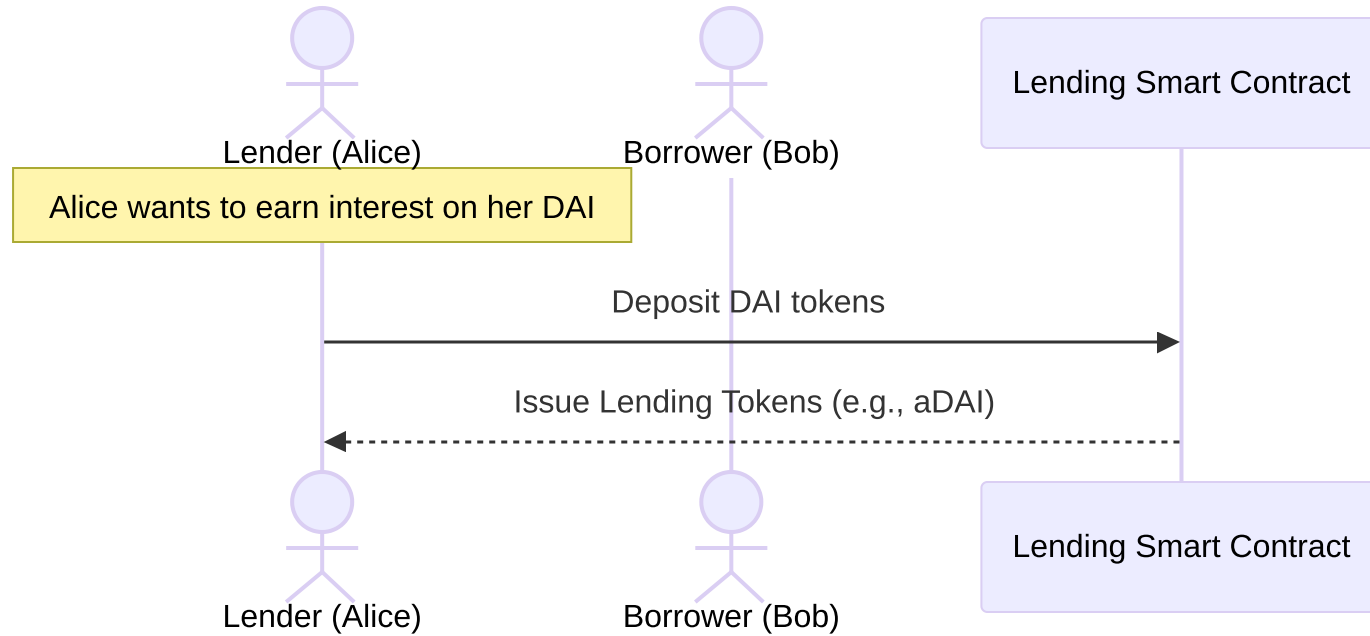 Lender (Alice)
Borrower (Bob)
Lending Smart Contract
Alice wants to earn interest on her DAI
Deposit DAI tokens
Issue Lending Tokens (e.g., aDAI)
Lender (Alice)
Borrower (Bob)
Lending Smart Contract